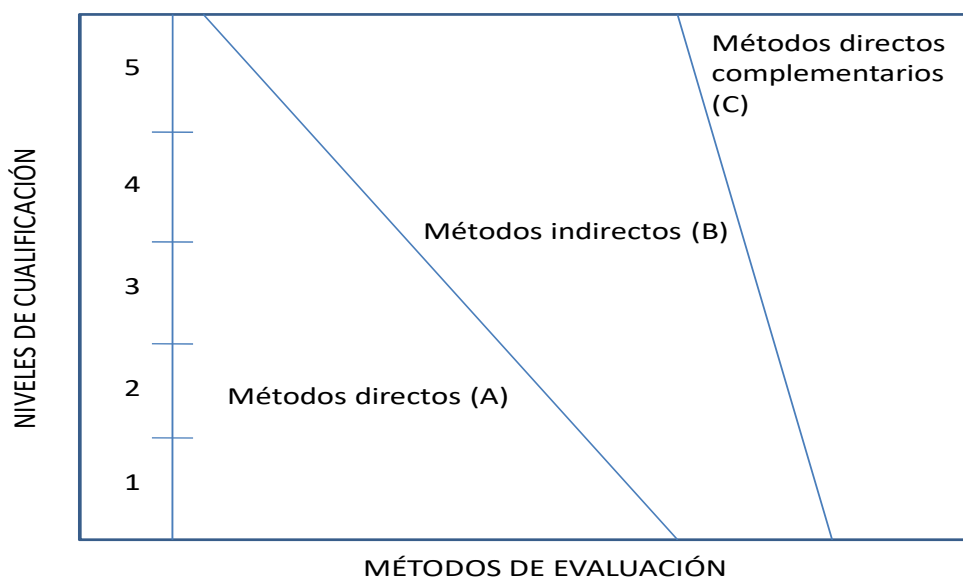 NIVELES DE CUALIFICACIÓN
5
4
3
2
1
Métodos directos
complementarios
(C)
Métodos indirectos (B)
Métodos directos (A)
MÉTODOS DE EVALUACIÓN